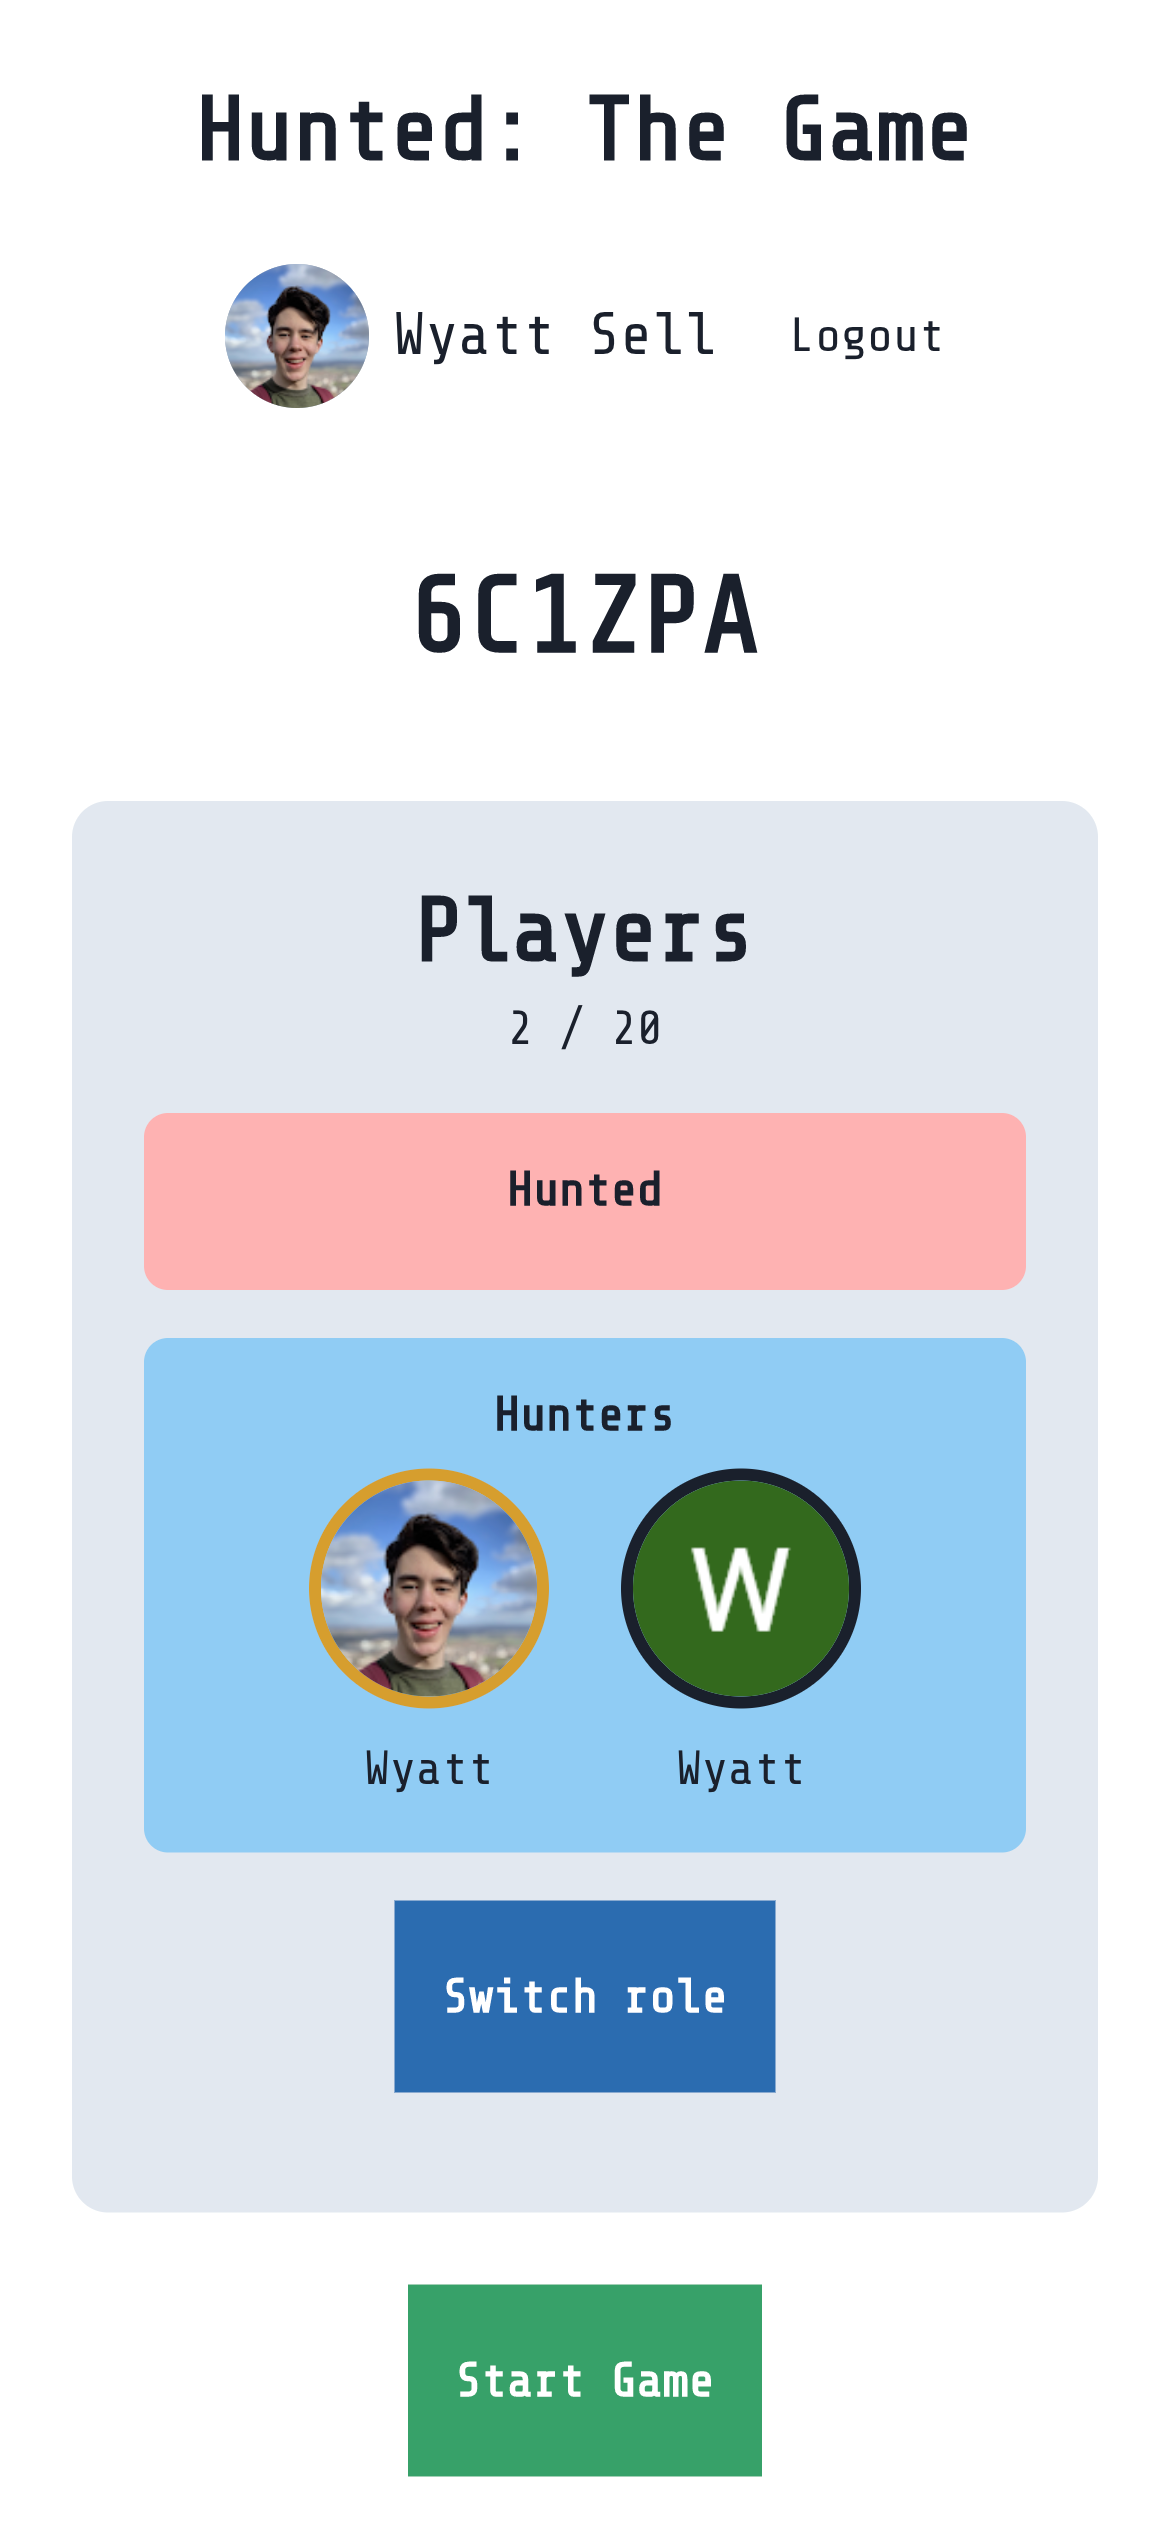 Hunted: The Game
Wyatt Sell Logout
6C1ZPA
Players
2 / 20
Hunted
Hunters
W
Wyatt Wyatt
Switch role
Start Game